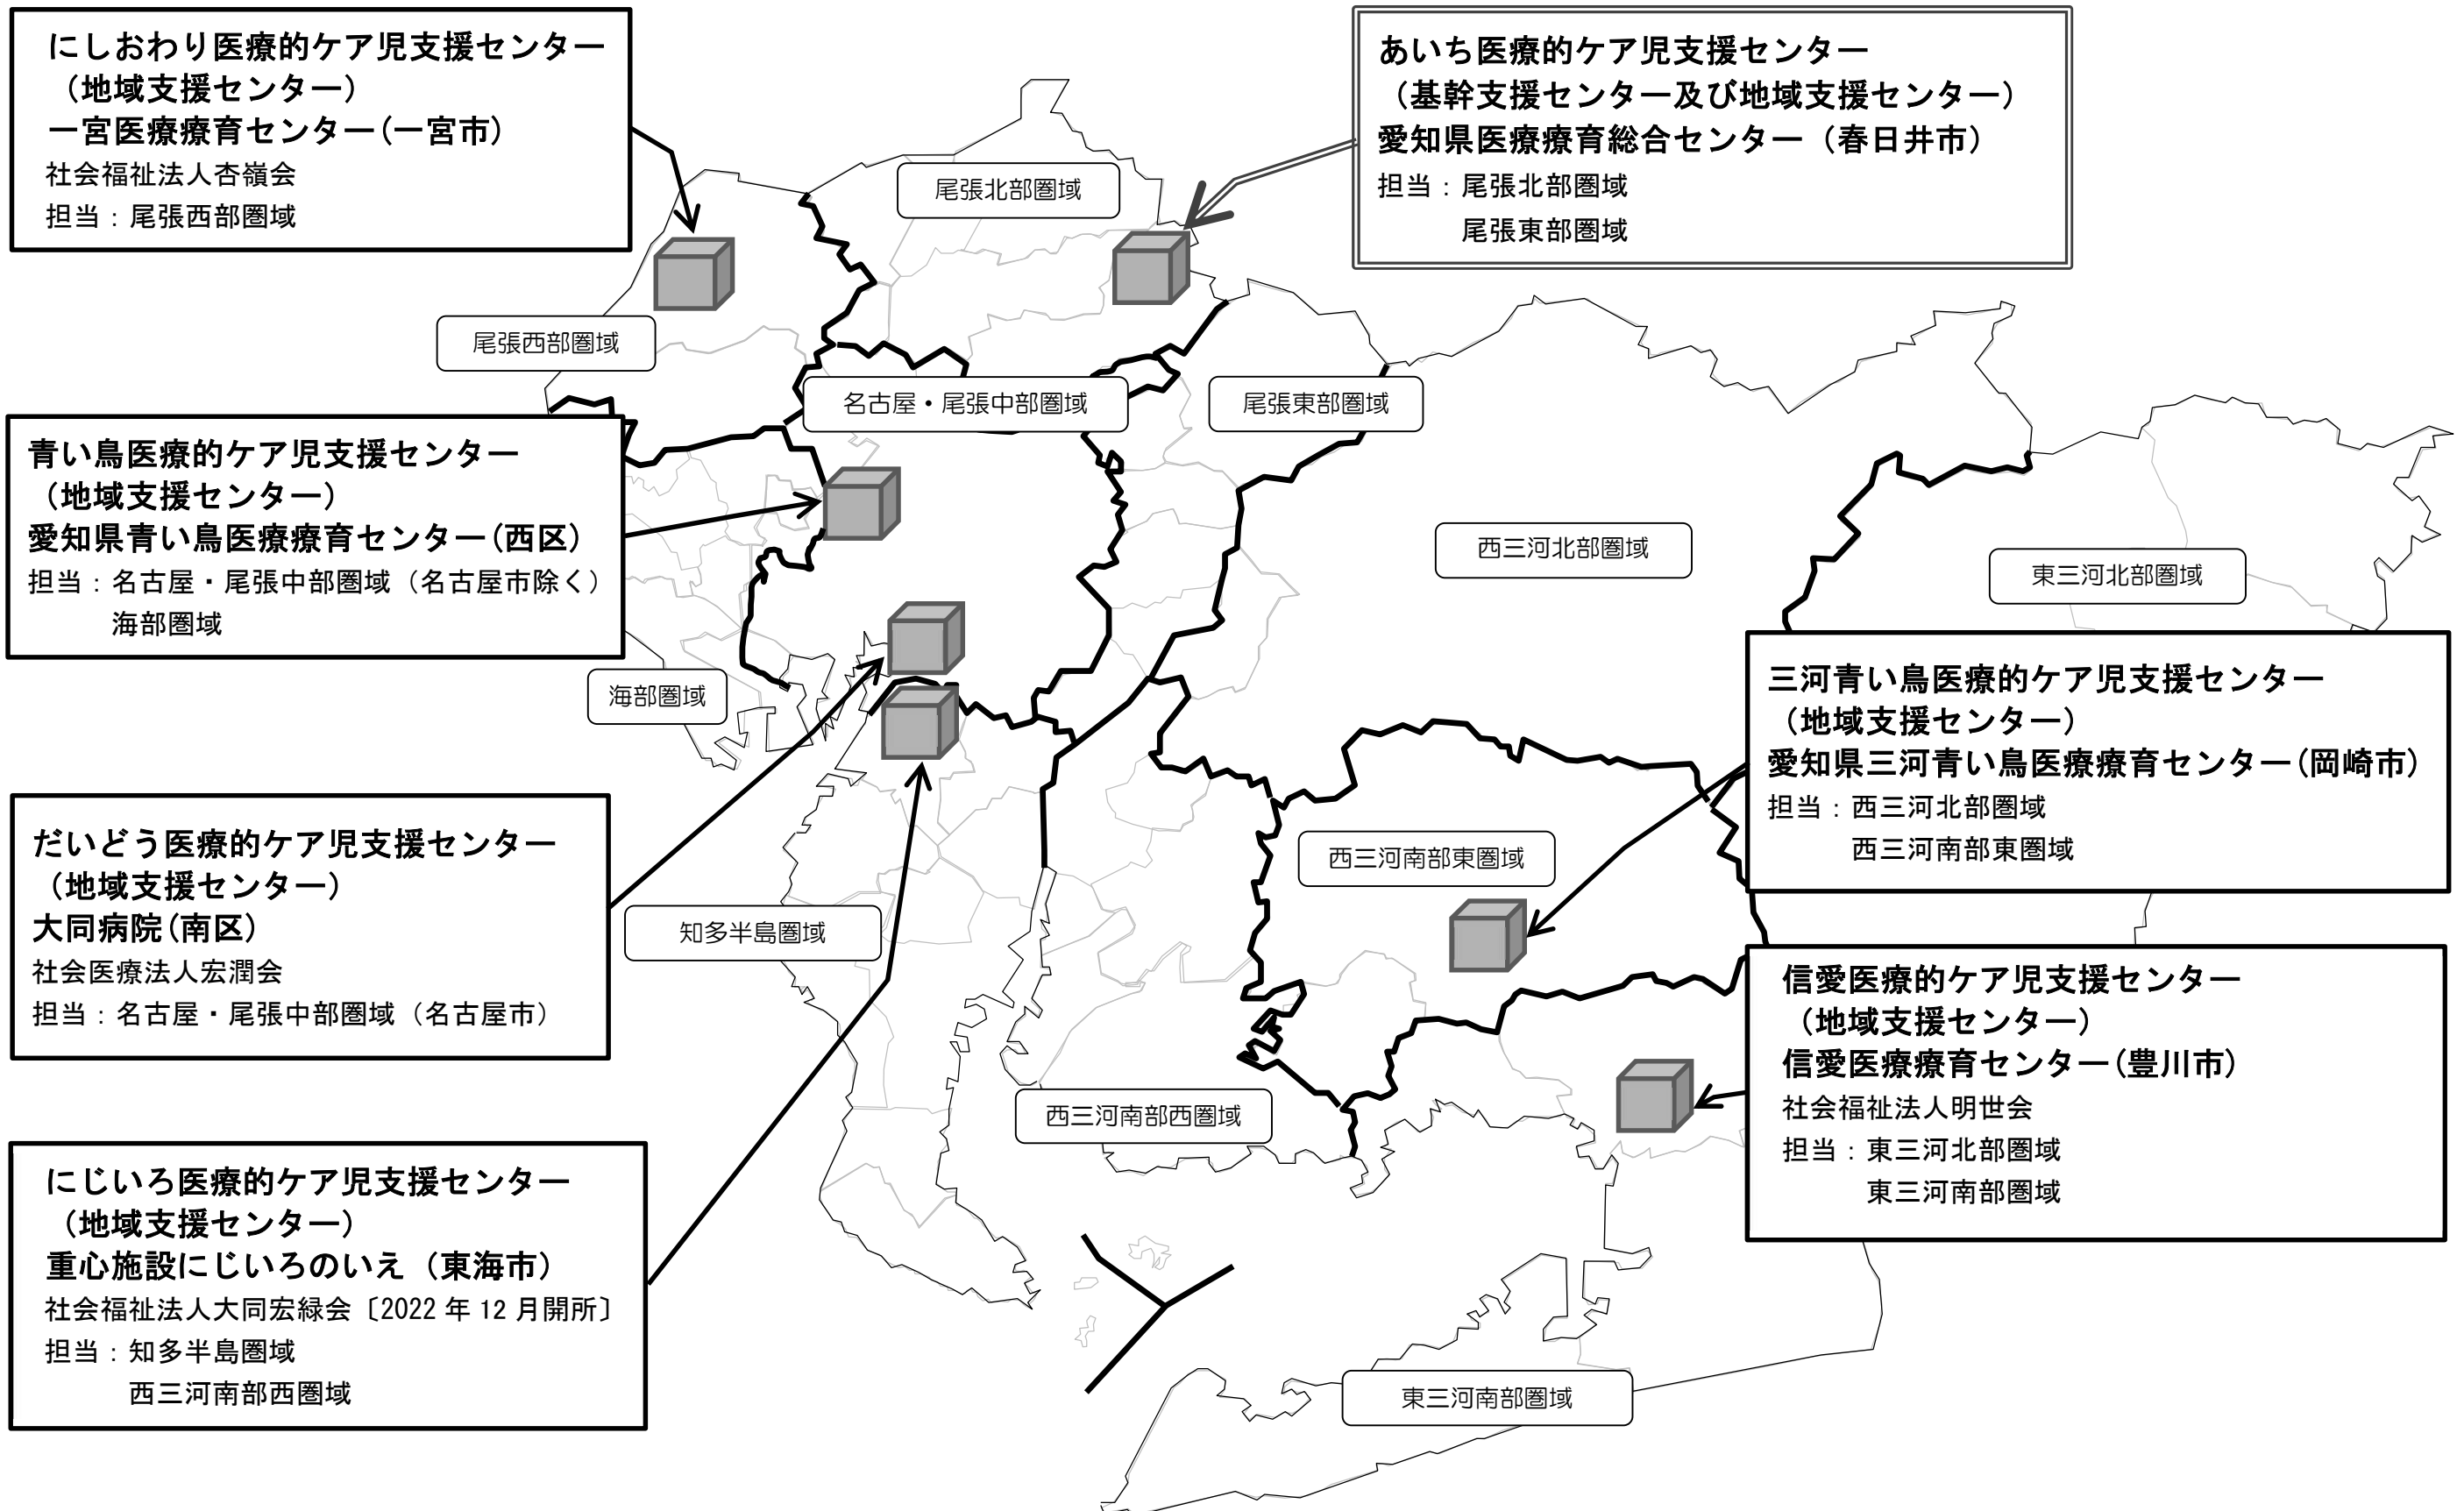 にしおわり医療的ケア児支援センター
（地域支援センター）
一宮医療療育センター(一宮市)
社会福祉法人杏嶺会
担当：尾張西部圏域
あいち医療的ケア児支援センター
（基幹支援センター及び地域支援センター）
愛知県医療療育総合センター（春日井市）
担当：尾張北部圏域
尾張東部圏域
尾張北部圏域
尾張西部圏域
名古屋・尾張中部圏域
尾張東部圏域
青い鳥医療的ケア児支援センター
（地域支援センター）
愛知県青い鳥医療療育センター(西区)
担当：名古屋・尾張中部圏域（名古屋市除く）
海部圏域
西三河北部圏域
東三河北部圏域
海部圏域
三河青い鳥医療的ケア児支援センター
（地域支援センター）
愛知県三河青い鳥医療療育センター(岡崎市)
担当：西三河北部圏域
西三河南部東圏域
だいどう医療的ケア児支援センター
（地域支援センター）
大同病院(南区)
社会医療法人宏潤会
担当：名古屋・尾張中部圏域（名古屋市）
西三河南部東圏域
知多半島圏域
信愛医療的ケア児支援センター
（地域支援センター）
信愛医療療育センター(豊川市)
社会福祉法人明世会
担当：東三河北部圏域
東三河南部圏域
西三河南部西圏域
にじいろ医療的ケア児支援センター
（地域支援センター）
重心施設にじいろのいえ（東海市）
社会福祉法人大同宏緑会〔2022年12月開所〕
担当：知多半島圏域
西三河南部西圏域
東三河南部圏域